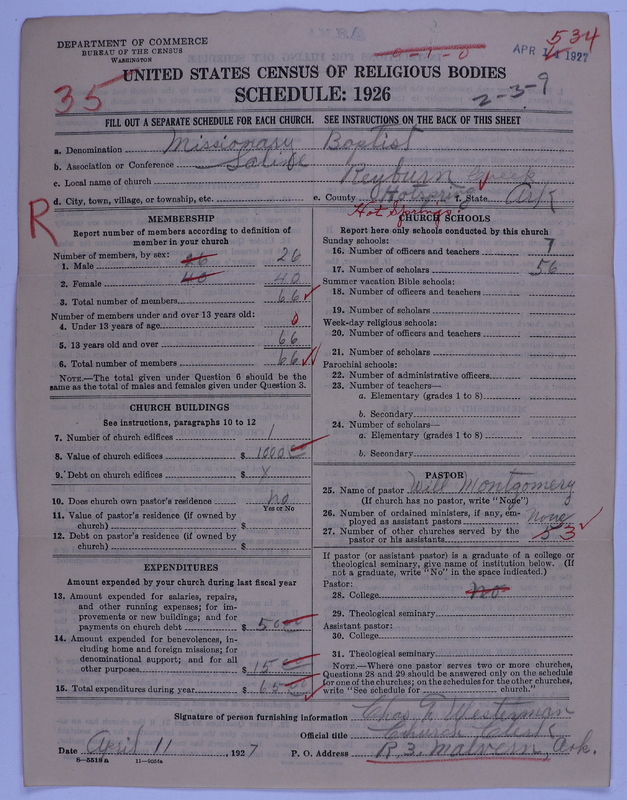 DEPARTMENT OF COMMERCE
BUREAU OF THE CENSUS
WASHINGTON
0-1-0
534
APR 14 1927
35
UNITED STATES CENSUS OF RELIGIOUS BODIES
SCHEDULE: 1926
2-3-9
FILL OUT A SEPARATE SCHEDULE FOR EACH CHURCH. SEE INSTRUCTIONS ON THE BACK OF THIS SHEET
a. Denomination Missionary Baptist
b. Association or Conference Saline
c. Local name of church Reyburn Creek
d. City, town, village, or township, etc. e. County Hotspring f. State Ark
Hot Springs
R
MEMBERSHIP
Report number of members according to definition of
member in your church
Number of members, by sex:
1. Male 26 26
2. Female 40 40
3. Total number of members 66
Number of members under and over 13 years old:
4. Under 13 years of age 0
5. 13 years old and over 66
6. Total number of members 66
NOTE.—The total given under Question 6 should be the
same as the total of males and females given under Question 3.
CHURCH BUILDINGS
See instructions, paragraphs 10 to 12
7. Number of church edifices 1
8. Value of church edifices $ 1000
9. Debt on church edifices $ X
10. Does church own pastor's residence No
Yes or No
11. Value of pastor's residence (if owned by
church) $
12. Debt on pastor's residence (if owned by
church) $
EXPENDITURES
Amount expended by your church during last fiscal year
13. Amount expended for salaries, repairs,
and other running expenses; for im-
provements or new buildings; and for
payments on church debt $ 50
14. Amount expended for benevolences, in-
cluding home and foreign missions; for
denominational support; and for all
other purposes $ 15
15. Total expenditures during year $ 65
CHURCH SCHOOLS
Report here only schools conducted by this church
Sunday schools:
16. Number of officers and teachers 7
17. Number of scholars 56
Summer vacation Bible schools:
18. Number of officers and teachers
19. Number of scholars
Week-day religious schools:
20. Number of officers and teachers
21. Number of scholars
Parochial schools:
22. Number of administrative officers
23. Number of teachers—
a. Elementary (grades 1 to 8)
b. Secondary
24. Number of scholars—
a. Elementary (grades 1 to 8)
b. Secondary
PASTOR
25. Name of pastor Will Montgomery
(If church has no pastor, write "None")
26. Number of ordained ministers, if any, em-
ployed as assistant pastors None
27. Number of other churches served by the
pastor or his assistants 3
If pastor (or assistant pastor) is a graduate of a college or
theological seminary, give name of institution below. (If
not a graduate, write "No" in the space indicated.)
Pastor:
28. College No
29. Theological seminary
Assistant pastor:
30. College
31. Theological seminary
NOTE.—Where one pastor serves two or more churches,
Questions 28 and 29 should be answered only on the schedule
for one of the churches; on the schedules for the other churches,
write "See schedule for church."
Signature of person furnishing information Chas. F. Westerman
Official title Church Clerk
Date April 11, 1927 P. O. Address R 3. Malvern, Ark.
8-5519a 11-9054a